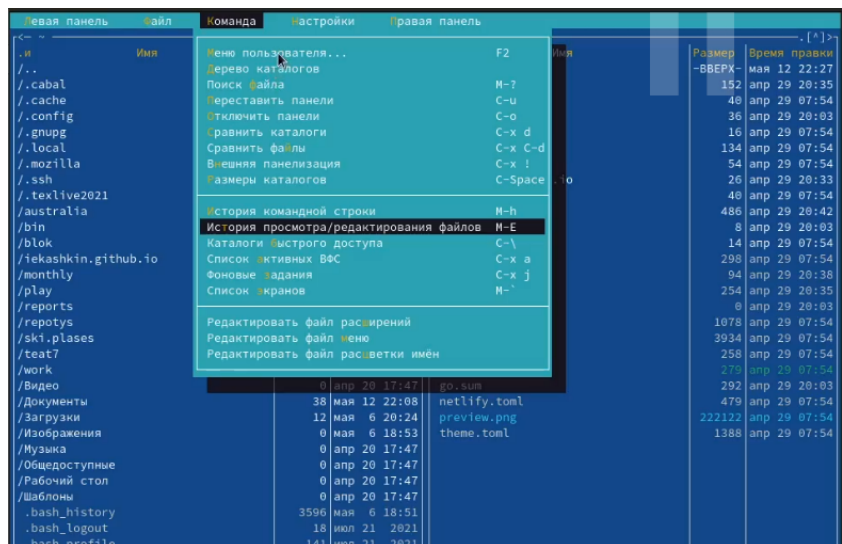 Левая панель Файл Команда Настройки Правая панель
<— ~ .[^]>
.и Имя Имя Размер Время правки
/.. -ВВЕРХ- мая 12 22:27
/.cabal 152 апр 29 20:35
/.cache 40 апр 29 07:54
/.config 36 апр 29 20:03
/.gnupg 16 апр 29 07:54
/.local 134 апр 29 07:54
/.mozilla 54 апр 29 07:54
/.ssh .io 26 апр 29 20:33
/.texlive2021 40 апр 29 07:54
/australia 486 апр 29 20:42
/bin 8 апр 29 20:03
/blok 14 апр 29 07:54
/iekashkin.github.io 298 апр 29 07:54
/monthly 94 апр 29 20:38
/play 254 апр 29 20:35
/reports 0 апр 29 20:03
/repotys 1078 апр 29 07:54
/ski.plases 3934 апр 29 07:54
/teat7 258 апр 29 07:54
/work 279 апр 29 07:54
/Видео 0 апр 20 17:47 go.sum 292 апр 29 20:03
/Документы 38 мая 12 22:08 netlify.toml 479 апр 29 07:54
/Загрузки 12 мая 6 20:24 preview.png 222122 апр 29 07:54
/Изображения 0 мая 6 18:53 theme.toml 1388 апр 29 07:54
/Музыка 0 апр 20 17:47
/Общедоступные 0 апр 20 17:47
/Рабочий стол 0 апр 20 17:47
/Шаблоны 0 апр 20 17:47
.bash_history 3596 мая 6 18:51
.bash_logout 18 июл 21 2021
.bash_profile 141 июл 21 2021
Меню пользователя... F2
Дерево каталогов
Поиск файла M-?
Переставить панели C-u
Отключить панели C-o
Сравнить каталоги C-x d
Сравнить файлы C-x C-d
Внешняя панелизация C-x !
Размеры каталогов C-Space
История командной строки M-h
История просмотра/редактирования файлов M-E
Каталоги быстрого доступа C-\
Список активных ВФС C-x a
Фоновые задания C-x j
Список экранов M-`
Редактировать файл расширений
Редактировать файл меню
Редактировать файл расцветки имён